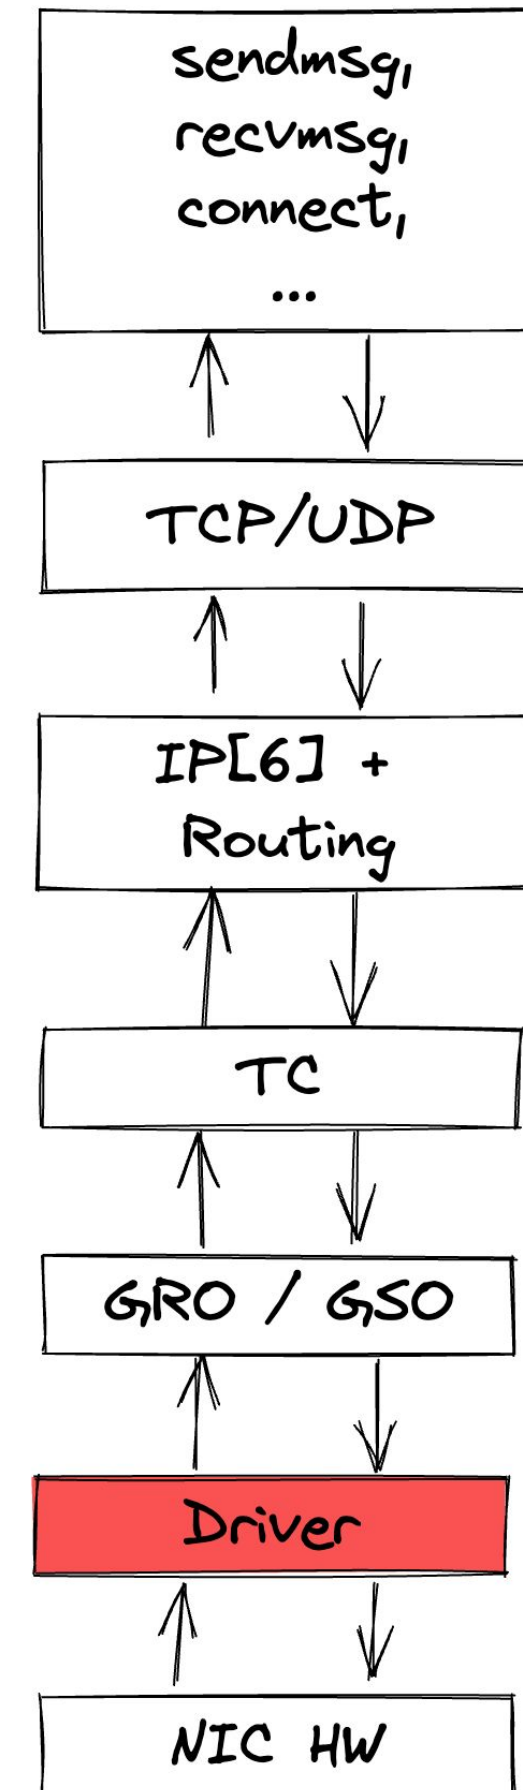 sendmsg,
recvmsg,
connect,
...
TCP/UDP
IP[6] +
Routing
TC
GRO / GSO
Driver
NIC HW